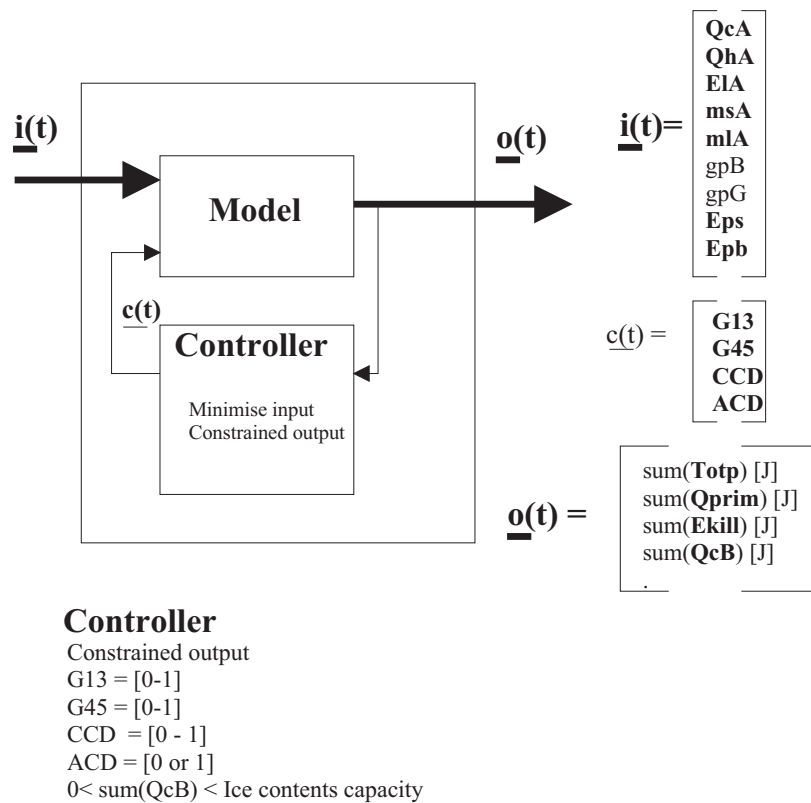 i(t)
Model
o(t)
c(t)
Controller
Minimise input
Constrained output
i(t)=
QcA
QhA
ElA
msA
mlA
gpB
gpG
Eps
Epb
c(t) =
G13
G45
CCD
ACD
o(t) =
sum(Totp) [J]
sum(Qprim) [J]
sum(Ekill) [J]
sum(QcB) [J]
.
Controller
Constrained output
G13 = [0-1]
G45 = [0-1]
CCD = [0 - 1]
ACD = [0 or 1]
0< sum(QcB) < Ice contents capacity